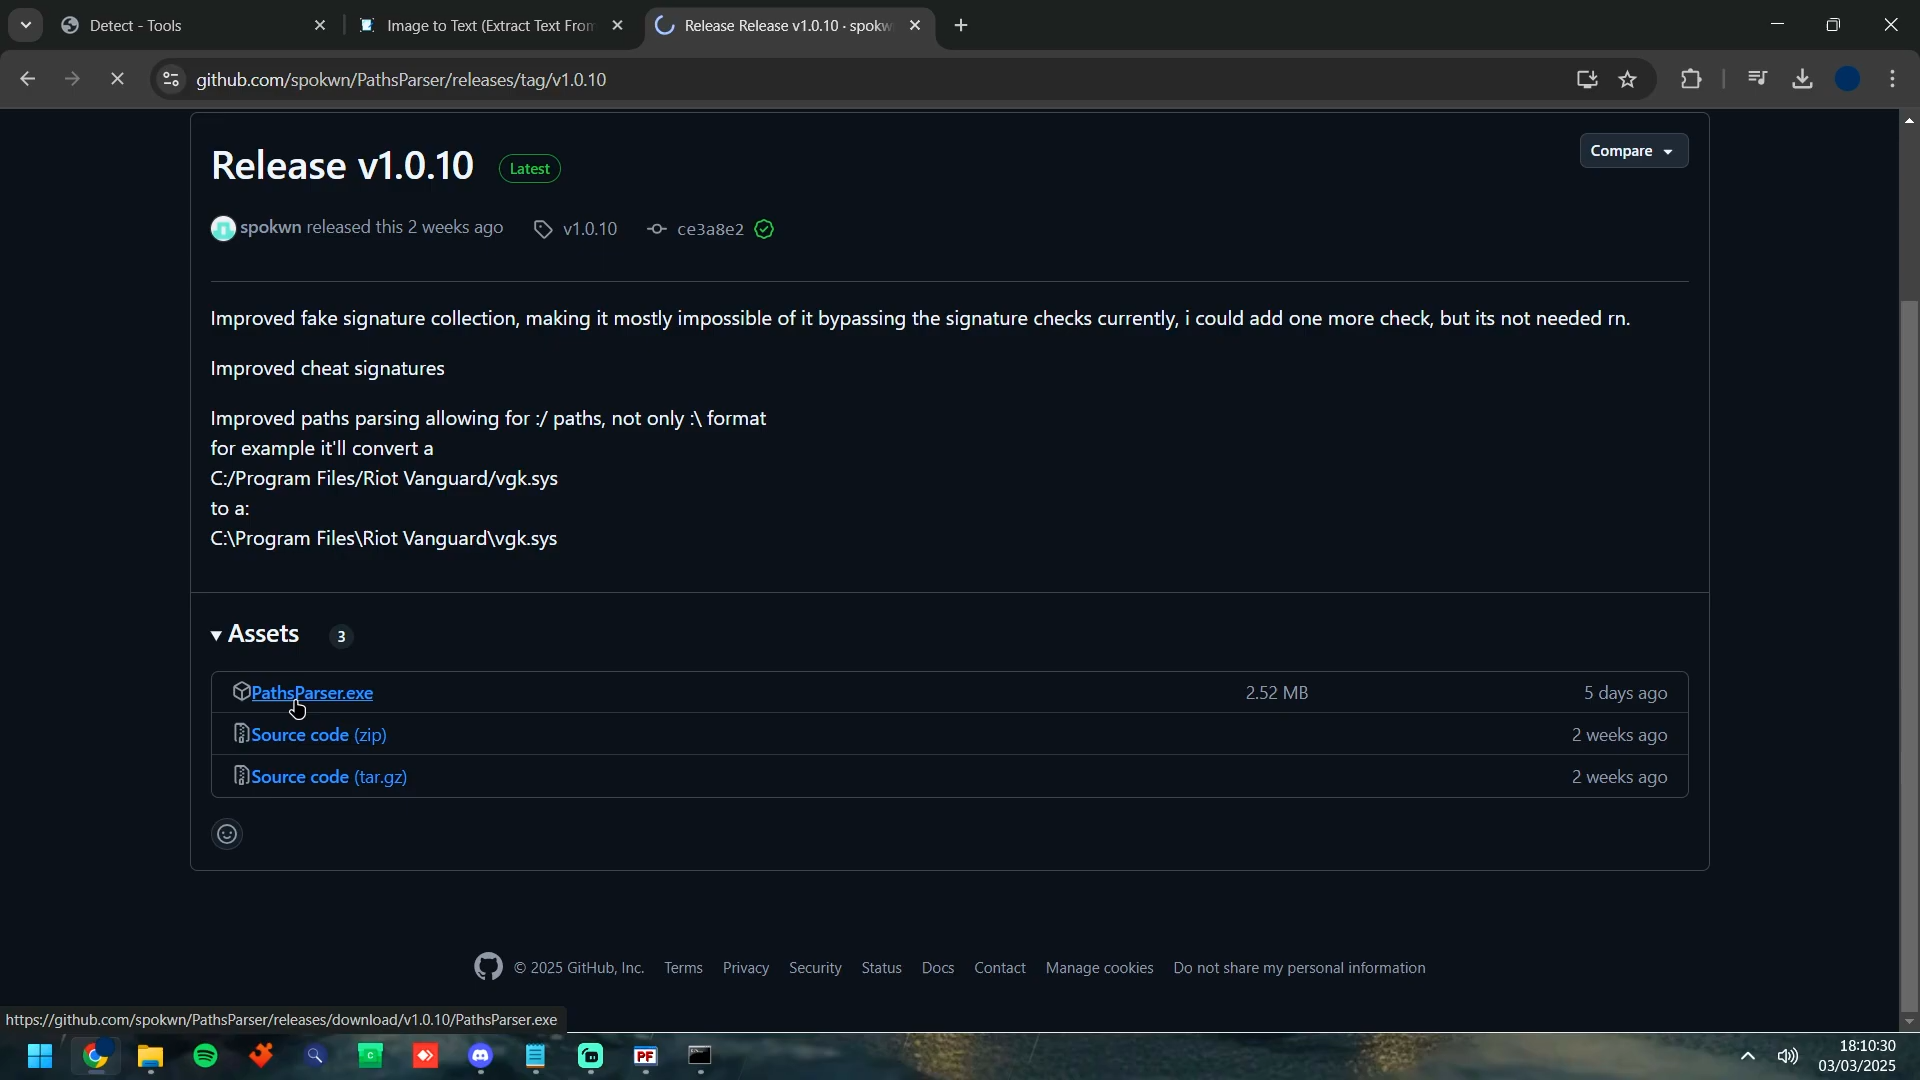 Detect - Tools
Image to Text (Extract Text From
Release Release v1.0.10 · spokw
github.com/spokwn/PathsParser/releases/tag/v1.0.10
Release v1.0.10
Latest
Compare
spokwn released this 2 weeks ago
v1.0.10
ce3a8e2
Improved fake signature collection, making it mostly impossible of it bypassing the signature checks currently, i could add one more check, but its not needed rn.
Improved cheat signatures
Improved paths parsing allowing for :/ paths, not only :\ format
for example it'll convert a
C:/Program Files/Riot Vanguard/vgk.sys
to a:
C:\Program Files\Riot Vanguard\vgk.sys
Assets 3
PathsParser.exe 2.52 MB 5 days ago
Source code (zip) 2 weeks ago
Source code (tar.gz) 2 weeks ago
© 2025 GitHub, Inc. Terms Privacy Security Status Docs Contact Manage cookies Do not share my personal information
https://github.com/spokwn/PathsParser/releases/download/v1.0.10/PathsParser.exe
C
PF
18:10:30
03/03/2025